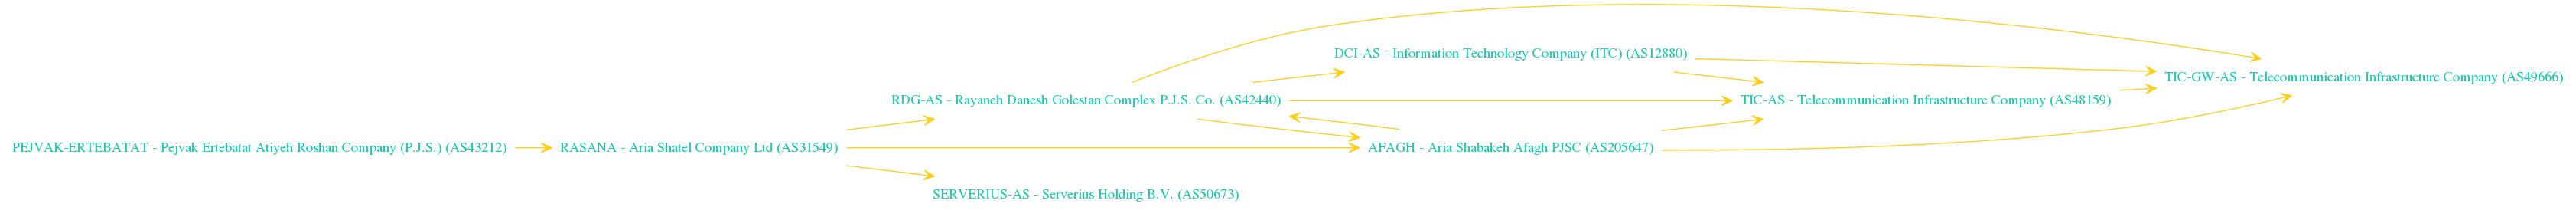 DCI-AS - Information Technology Company (ITC) (AS12880)
TIC-GW-AS - Telecommunication Infrastructure Company (AS49666)
RDG-AS - Rayaneh Danesh Golestan Complex P.J.S. Co. (AS42440)
TIC-AS - Telecommunication Infrastructure Company (AS48159)
PEJVAK-ERTEBATAT - Pejvak Ertebatat Atiyeh Roshan Company (P.J.S.) (AS43212)
RASANA - Aria Shatel Company Ltd (AS31549)
AFAGH - Aria Shabakeh Afagh PJSC (AS205647)
SERVERIUS-AS - Serverius Holding B.V. (AS50673)